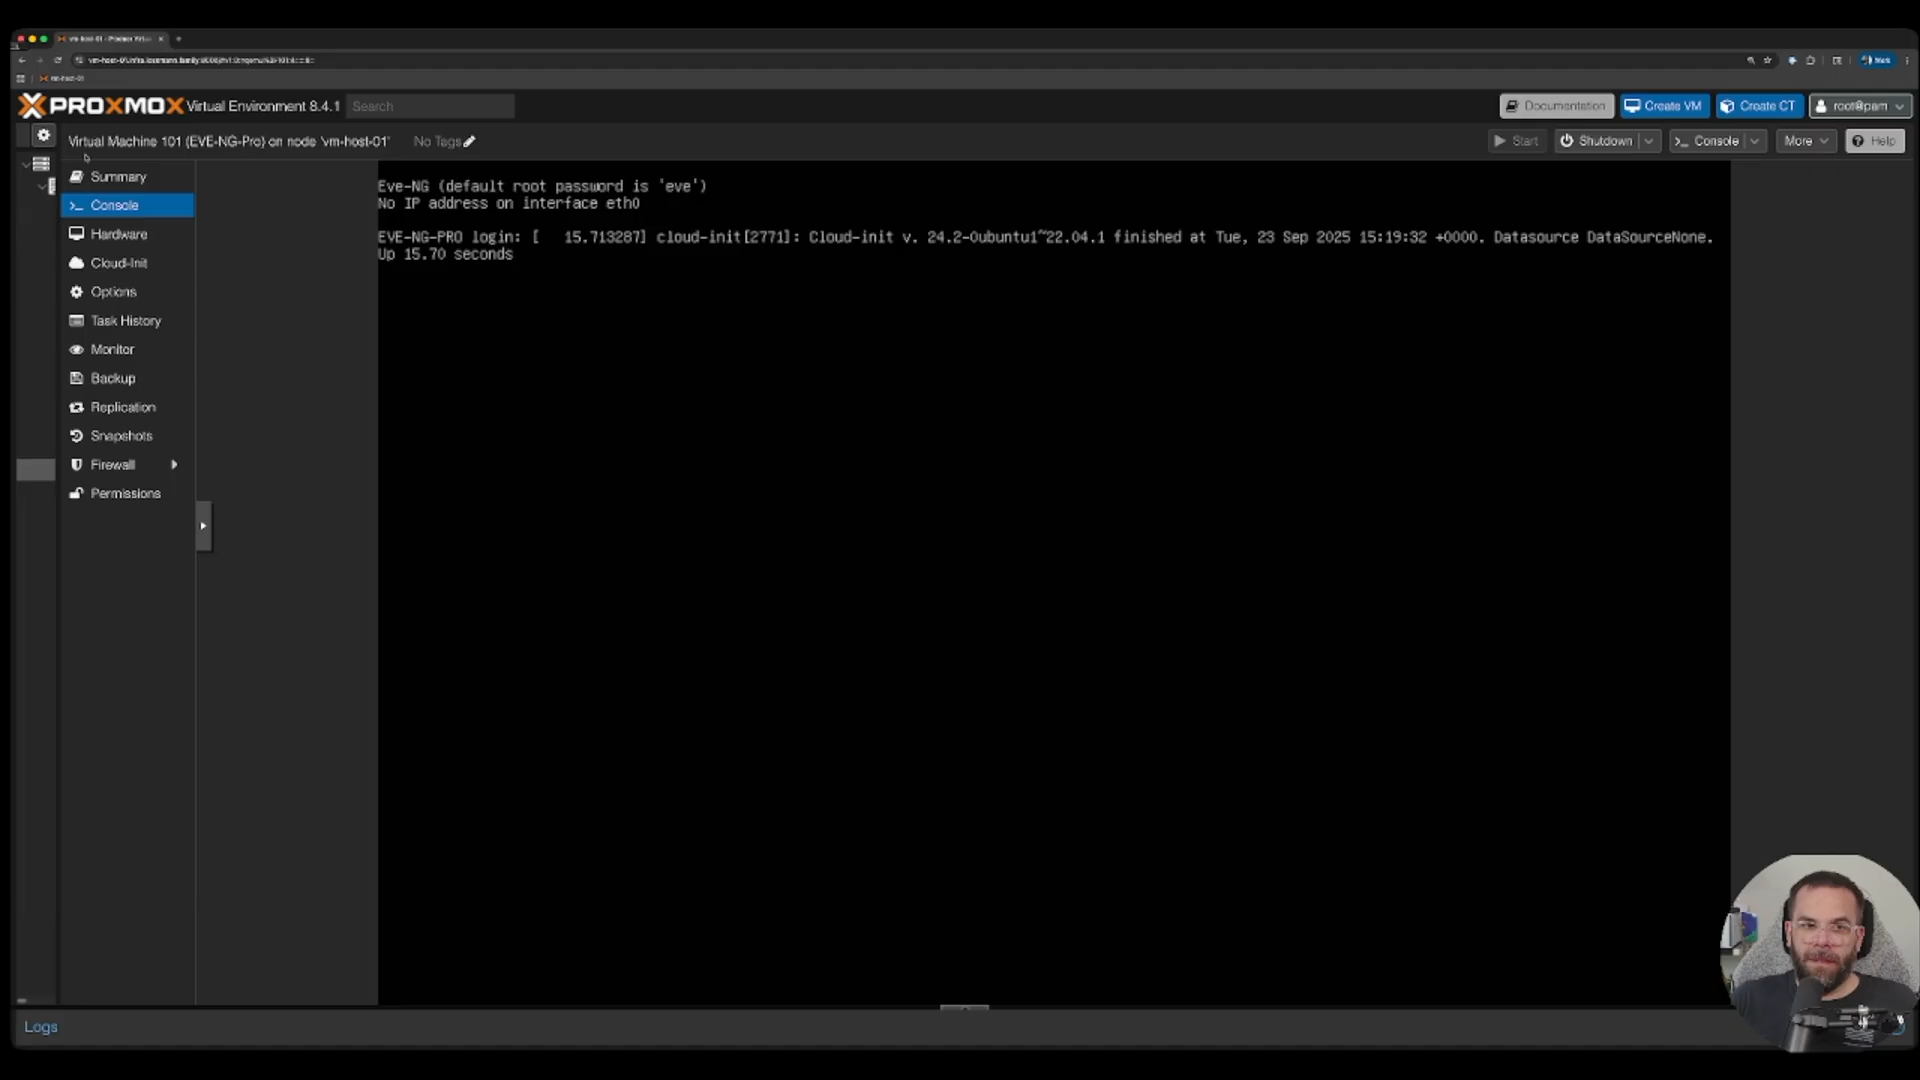 PROXMOX Virtual Environment 8.4.1 Search Documentation Create VM Create CT root@pam
Virtual Machine 101 (EVE-NG-Pro) on node 'vm-host-01' No Tags Start Shutdown Console More Help
Summary
Console
Hardware
Cloud-Init
Options
Task History
Monitor
Backup
Replication
Snapshots
Firewall
Permissions
Eve-NG (default root password is 'eve')
No IP address on interface eth0
EVE-NG-PRO login: [   15.713287] cloud-init[2771]: Cloud-init v. 24.2-0ubuntu1~22.04.1 finished at Tue, 23 Sep 2025 15:19:32 +0000. Datasource DataSourceNone.
Up 15.70 seconds
Logs